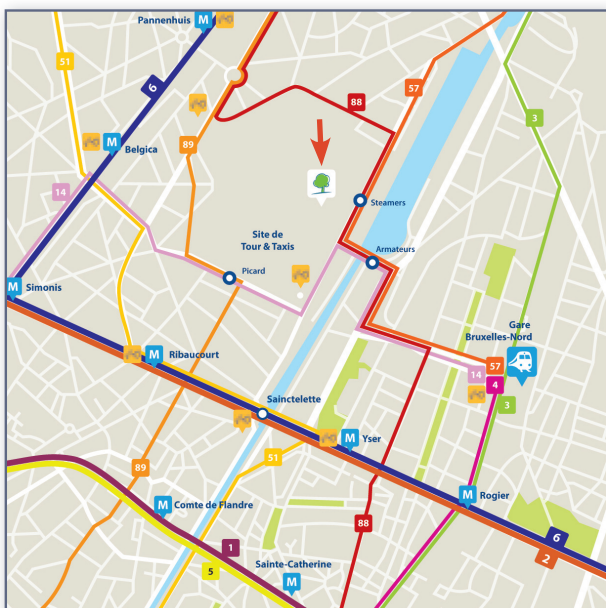 Pannenhuis
M
51
6
88
57
3
89
M
Belgica
14
Steamers
Site de
Tour & Taxis
Armateurs
Picard
M
Simonis
Gare
Bruxelles-Nord
M
Ribaucourt
57
14
4
3
Sainctelette
M
Yser
51
89
M
Rogier
M
Comte de Flandre
88
6
1
2
5
Sainte-Catherine
M